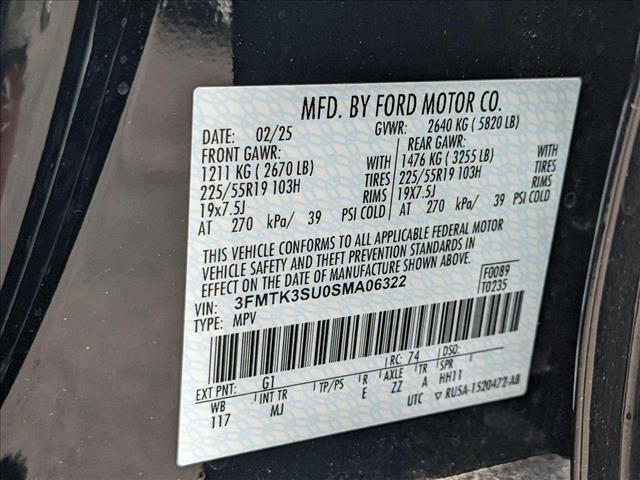 MFD. BY FORD MOTOR CO.
DATE: 02/25 GVWR: 2640 KG ( 5820 LB)
FRONT GAWR: REAR GAWR:
1211 KG ( 2670 LB) WITH 1476 KG ( 3255 LB) WITH
225/55R19 103H TIRES 225/55R19 103H TIRES
19x7.5J RIMS 19X7.5J RIMS
AT 270 kPa/ 39 PSI COLD AT 270 kPa/ 39 PSI COLD
THIS VEHICLE CONFORMS TO ALL APPLICABLE FEDERAL MOTOR
VEHICLE SAFETY AND THEFT PREVENTION STANDARDS IN
EFFECT ON THE DATE OF MANUFACTURE SHOWN ABOVE.
VIN: 3FMTK3SU0SMA06322 F0089
TYPE: MPV T0235
EXT PNT: G1 RC: 74 DSO:
WB INT TR TP/PS R AXLE TR SPR
117 MJ E ZZ A HH11
UTC ▽ RU5A-1520472-AB